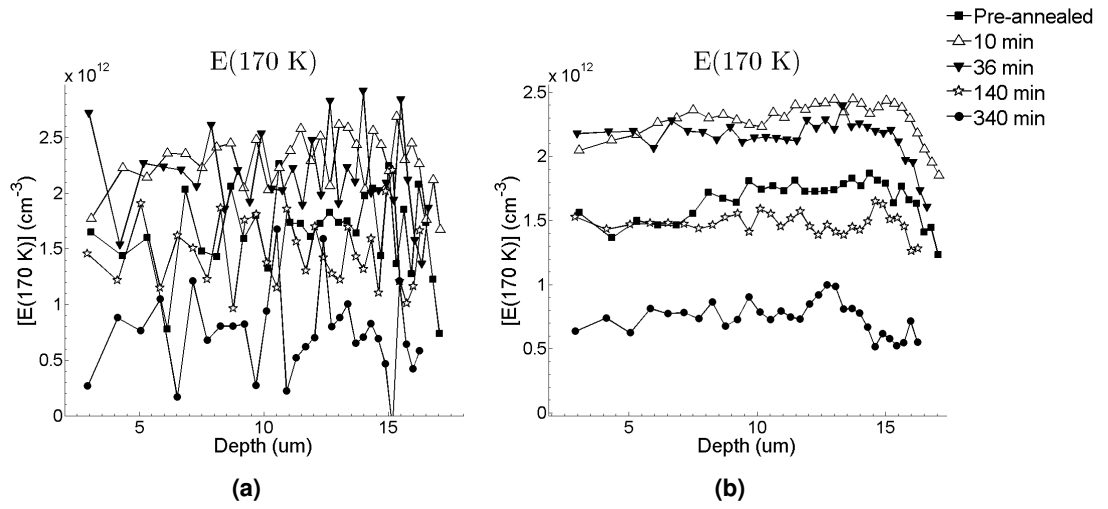 Pre-annealed
10 min
36 min
140 min
340 min
E(170 K)
x 10^12
[E(170 K)] (cm^-3)
2.5
2
1.5
1
0.5
0
5
10
15
Depth (um)
(a)
E(170 K)
x 10^12
[E(170 K)] (cm^-3)
2.5
2
1.5
1
0.5
0
5
10
15
Depth (um)
(b)